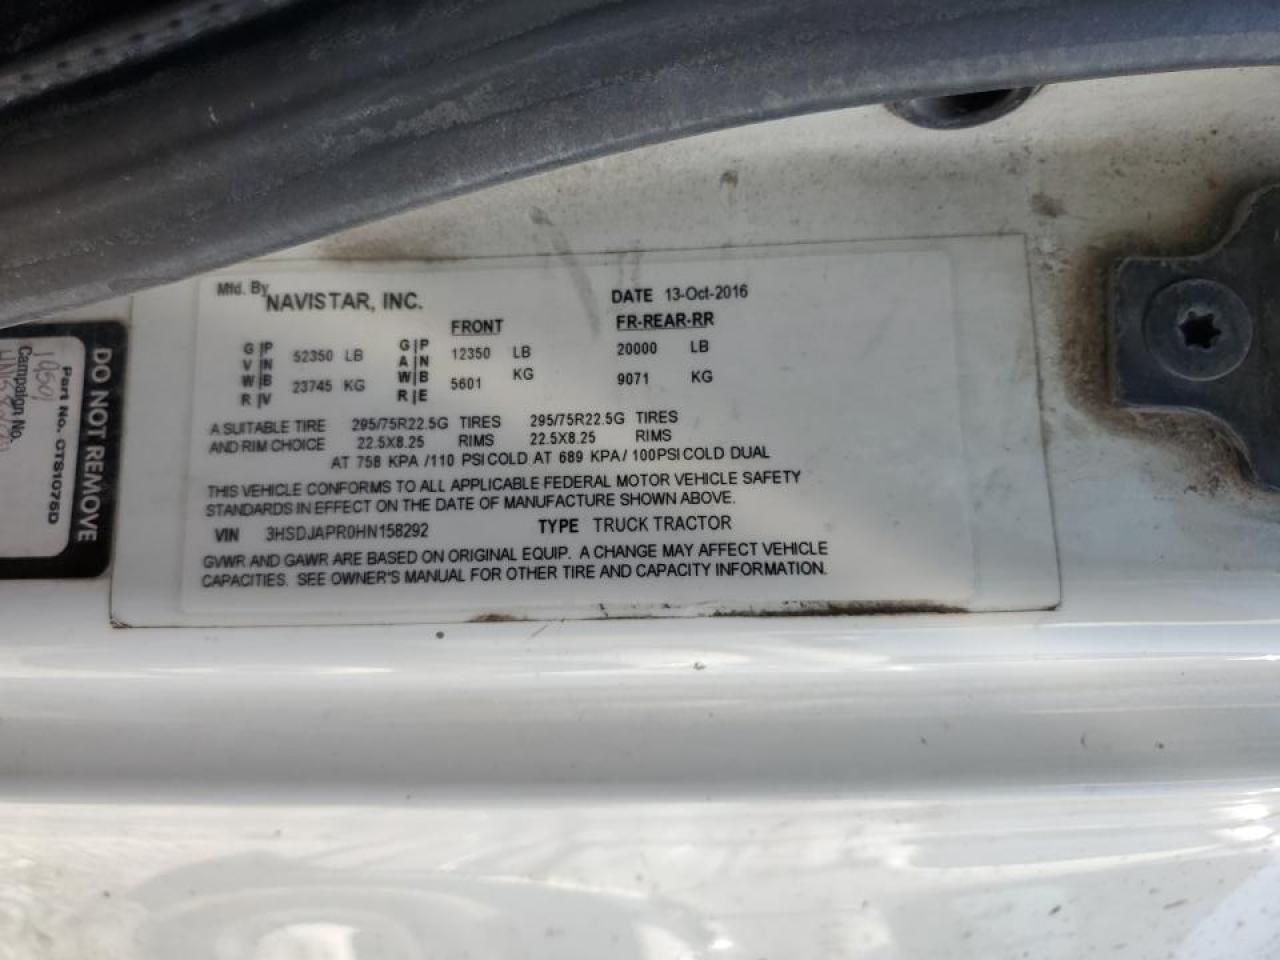 Mfd. By NAVISTAR, INC. DATE 13-Oct-2016
FRONT FR-REAR-RR
G P 52350 LB G P 12350 LB 20000 LB
V N A N
W B 23745 KG W B 5601 KG 9071 KG
R V R E
A SUITABLE TIRE 295/75R22.5G TIRES 295/75R22.5G TIRES
AND RIM CHOICE 22.5X8.25 RIMS 22.5X8.25 RIMS
AT 758 KPA /110 PSI COLD AT 689 KPA/ 100PSI COLD DUAL
THIS VEHICLE CONFORMS TO ALL APPLICABLE FEDERAL MOTOR VEHICLE SAFETY
STANDARDS IN EFFECT ON THE DATE OF MANUFACTURE SHOWN ABOVE.
VIN 3HSDJAPR0HN158292 TYPE TRUCK TRACTOR
GVWR AND GAWR ARE BASED ON ORIGINAL EQUIP. A CHANGE MAY AFFECT VEHICLE
CAPACITIES. SEE OWNER'S MANUAL FOR OTHER TIRE AND CAPACITY INFORMATION.
DO NOT REMOVE
Part No. CTS1075D
Campaign No.